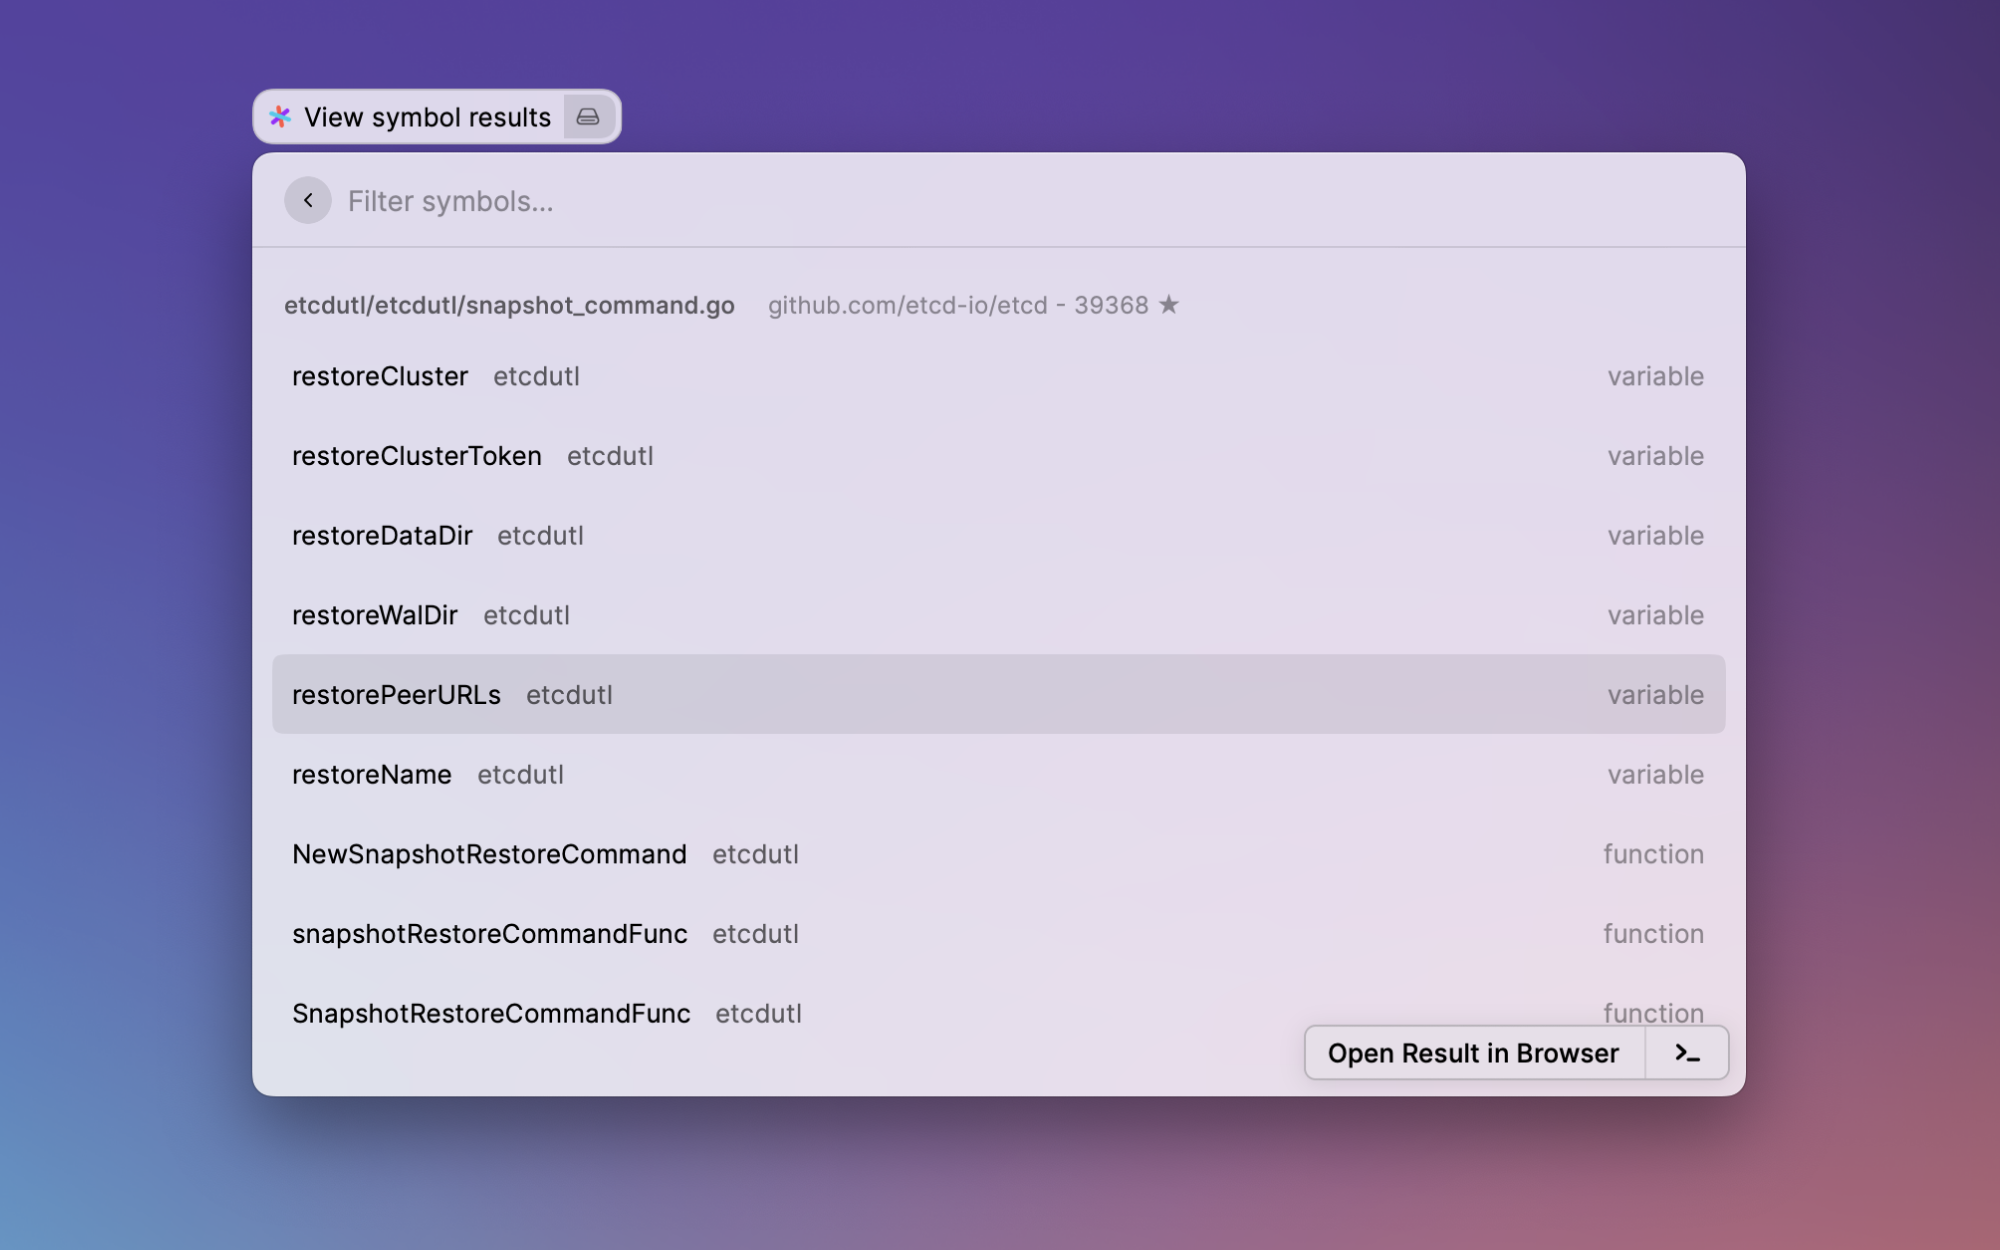 View symbol results
Filter symbols...
etcdutl/etcdutl/snapshot_command.go github.com/etcd-io/etcd - 39368 ★
restoreCluster etcdutl variable
restoreClusterToken etcdutl variable
restoreDataDir etcdutl variable
restoreWalDir etcdutl variable
restorePeerURLs etcdutl variable
restoreName etcdutl variable
NewSnapshotRestoreCommand etcdutl function
snapshotRestoreCommandFunc etcdutl function
SnapshotRestoreCommandFunc etcdutl function
Open Result in Browser